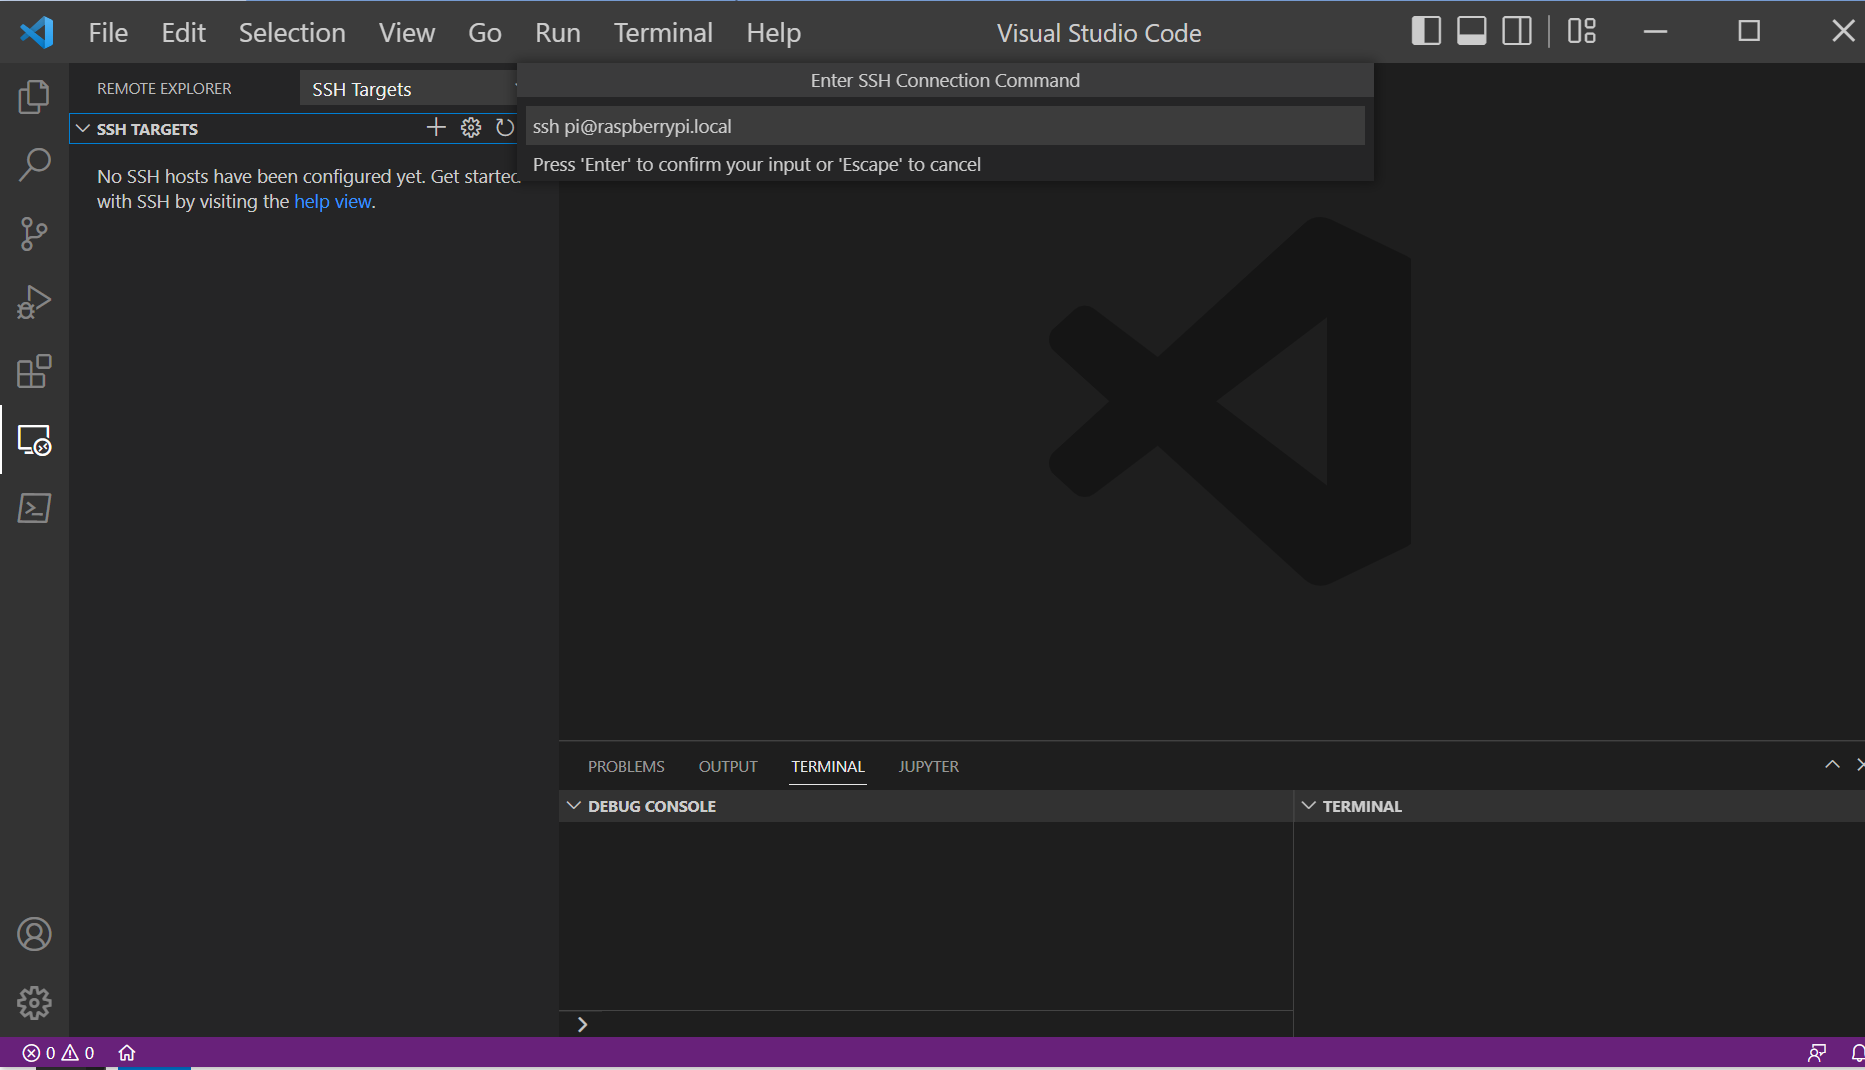 File Edit Selection View Go Run Terminal Help Visual Studio Code
REMOTE EXPLORER SSH Targets
Enter SSH Connection Command
SSH TARGETS
ssh pi@raspberrypi.local
Press 'Enter' to confirm your input or 'Escape' to cancel
No SSH hosts have been configured yet. Get started
with SSH by visiting the help view.
PROBLEMS OUTPUT TERMINAL JUPYTER
DEBUG CONSOLE TERMINAL
0 0